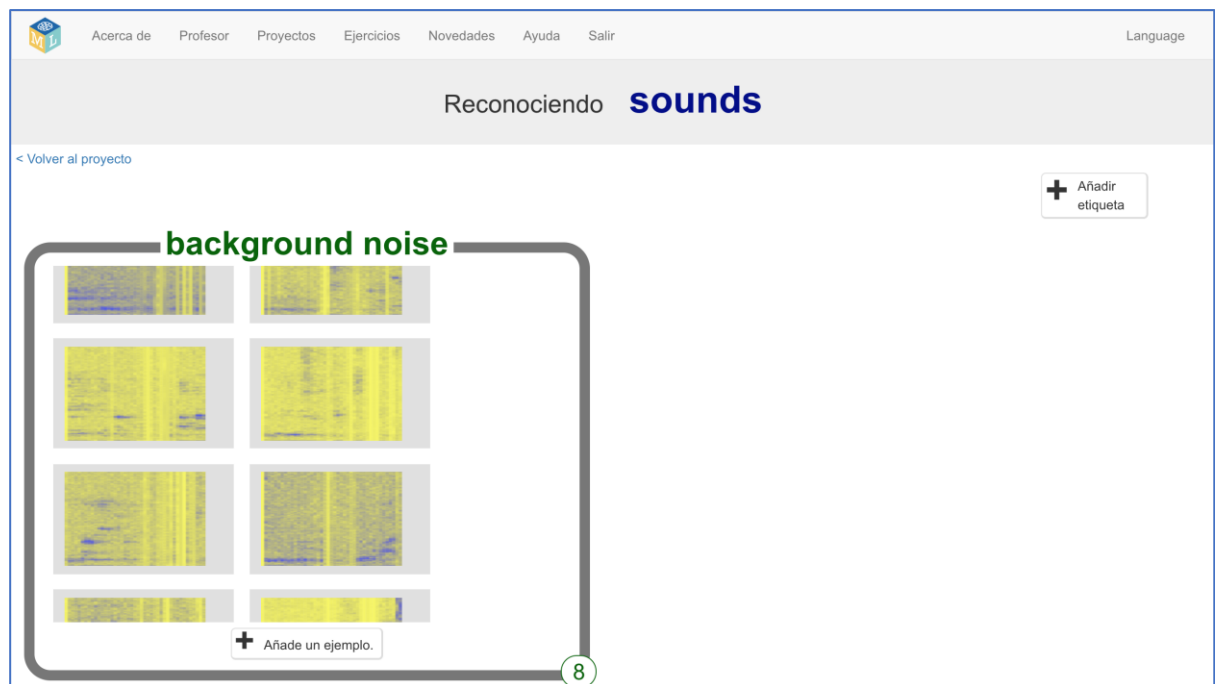 ML Acerca de Profesor Proyectos Ejercicios Novedades Ayuda Salir Language
Reconociendo sounds
< Volver al proyecto
Añadir
etiqueta
background noise
Añade un ejemplo.
8